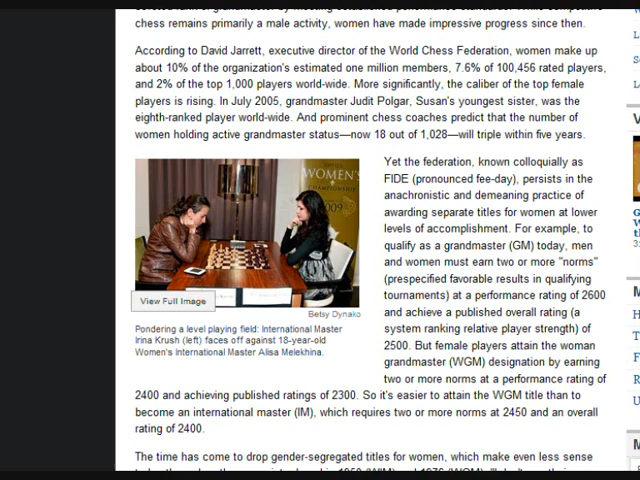 chess remains primarily a male activity, women have made impressive progress since then.
According to David Jarrett, executive director of the World Chess Federation, women make up
about 10% of the organization's estimated one million members, 7.6% of 100,456 rated players,
and 2% of the top 1,000 players world-wide. More significantly, the caliber of the top female
players is rising. In July 2005, grandmaster Judit Polgar, Susan's youngest sister, was the
eighth-ranked player world-wide. And prominent chess coaches predict that the number of
women holding active grandmaster status—now 18 out of 1,028—will triple within five years.
WOMEN'S
CHAMPIONSHIP
2009
View Full Image
Betsy Dynako
Pondering a level playing field: International Master
Irina Krush (left) faces off against 18-year-old
Women's International Master Alisa Melekhina.
Yet the federation, known colloquially as
FIDE (pronounced fee-day), persists in the
anachronistic and demeaning practice of
awarding separate titles for women at lower
levels of accomplishment. For example, to
qualify as a grandmaster (GM) today, men
and women must earn two or more "norms"
(prespecified favorable results in qualifying
tournaments) at a performance rating of 2600
and achieve a published overall rating (a
system ranking relative player strength) of
2500. But female players attain the woman
grandmaster (WGM) designation by earning
two or more norms at a performance rating of
2400 and achieving published ratings of 2300. So it's easier to attain the WGM title than to
become an international master (IM), which requires two or more norms at 2450 and an overall
rating of 2400.
The time has come to drop gender-segregated titles for women, which make even less sense